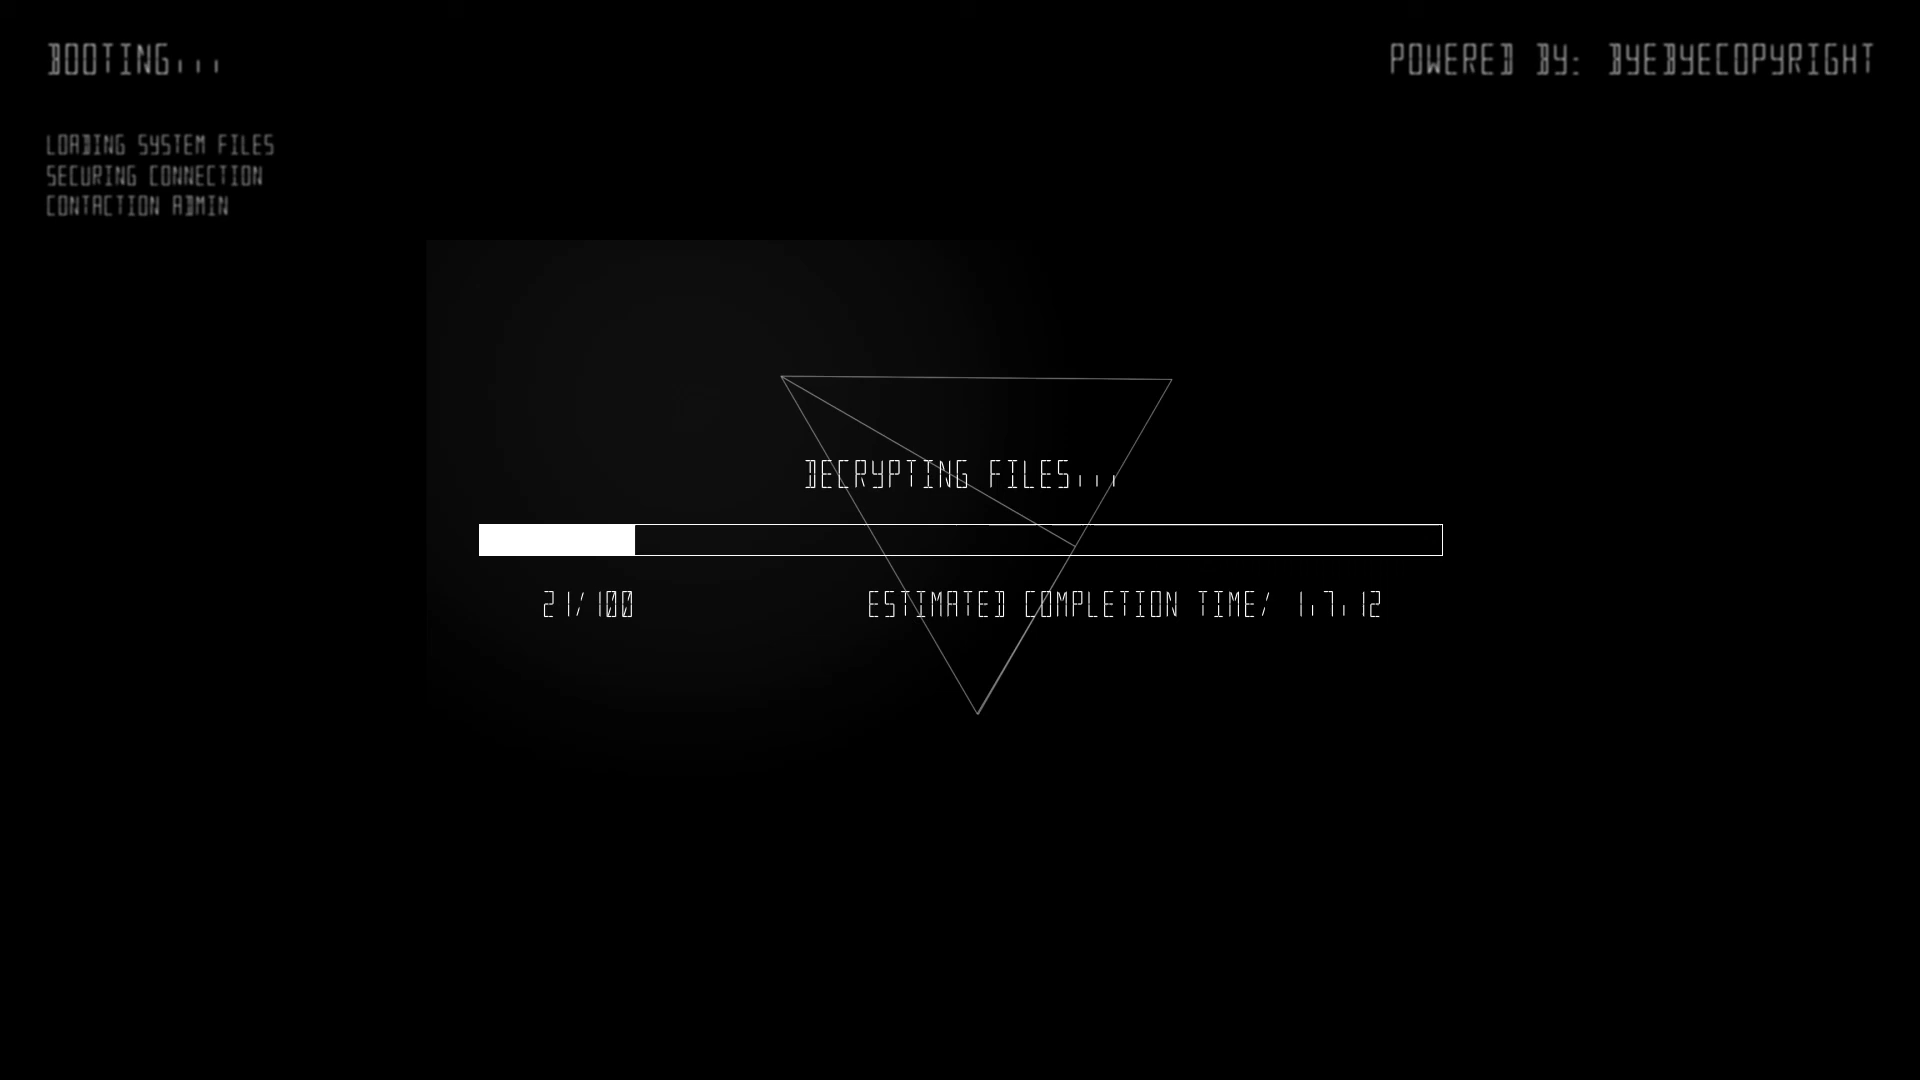 BOOTING...
POWERED BY: BYEBYECOPYRIGHT
LOADING SYSTEM FILES
SECURING CONNECTION
CONTACTION ADMIN
DECRYPTING FILES...
21/100
ESTIMATED COMPLETION TIME/ 1.7.12